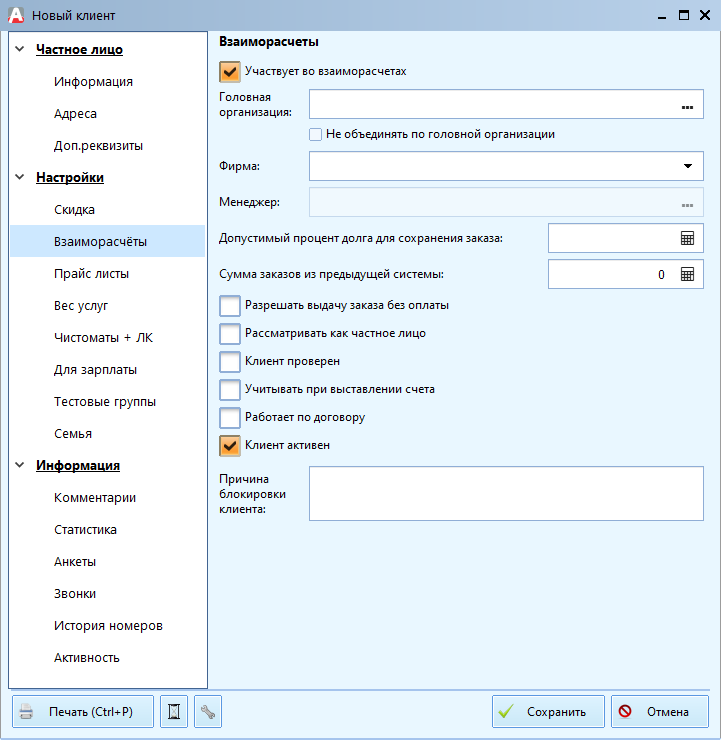 Новый клиент
Частное лицо
Информация
Адреса
Доп.реквизиты
Настройки
Скидка
Взаиморасчёты
Прайс листы
Вес услуг
Чистоматы + ЛК
Для зарплаты
Тестовые группы
Семья
Информация
Комментарии
Статистика
Анкеты
Звонки
История номеров
Активность
Взаиморасчеты
Участвует во взаиморасчетах
Головная
организация:
Не объединять по головной организации
Фирма:
Менеджер:
Допустимый процент долга для сохранения заказа:
Сумма заказов из предыдущей системы: 0
Разрешать выдачу заказа без оплаты
Рассматривать как частное лицо
Клиент проверен
Учитывать при выставлении счета
Работает по договору
Клиент активен
Причина
блокировки
клиента:
Печать (Ctrl+P)
Сохранить
Отмена